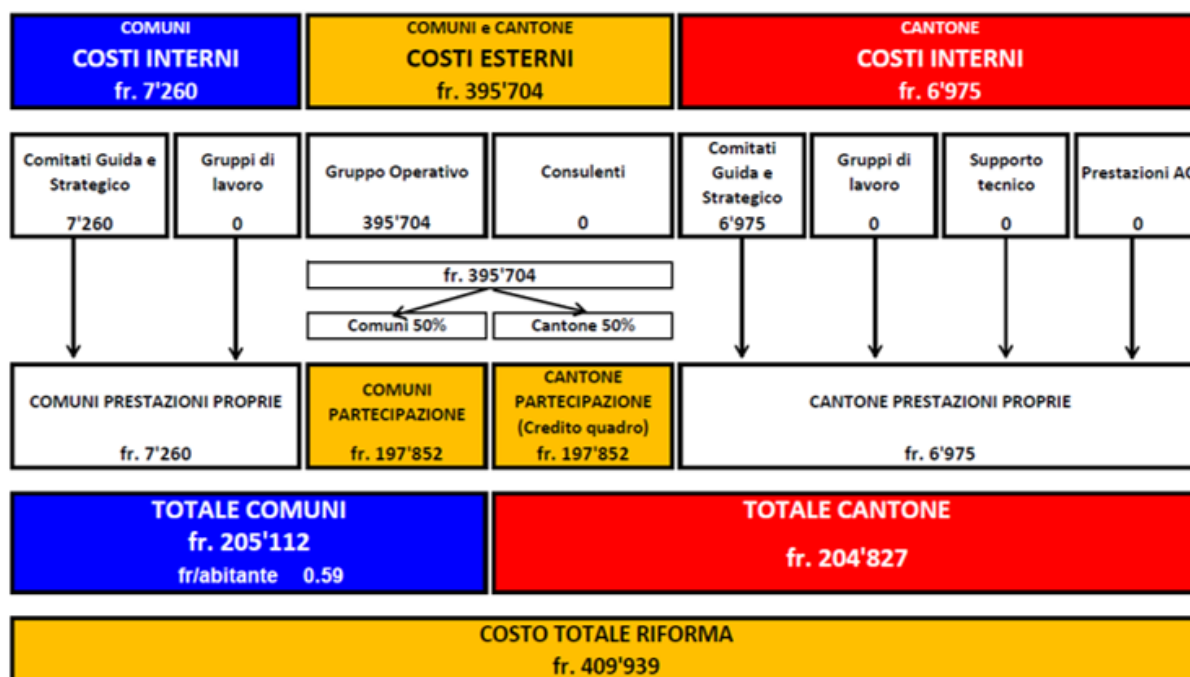 COMUNI
COSTI INTERNI
fr. 7'260
COMUNI e CANTONE
COSTI ESTERNI
fr. 395'704
CANTONE
COSTI INTERNI
fr. 6'975
Comitati Guida e
Strategico
7'260
Gruppi di
lavoro
0
Gruppo Operativo
395'704
Consulenti
0
Comitati
Guida e
Strategico
6'975
Gruppi di
lavoro
0
Supporto
tecnico
0
Prestazioni AC
0
fr. 395'704
Comuni 50%
Cantone 50%
COMUNI PRESTAZIONI PROPRIE
fr. 7'260
COMUNI
PARTECIPAZIONE
fr. 197'852
CANTONE
PARTECIPAZIONE
(Credito quadro)
fr. 197'852
CANTONE PRESTAZIONI PROPRIE
fr. 6'975
TOTALE COMUNI
fr. 205'112
fr/abitante 0.59
TOTALE CANTONE
fr. 204'827
COSTO TOTALE RIFORMA
fr. 409'939